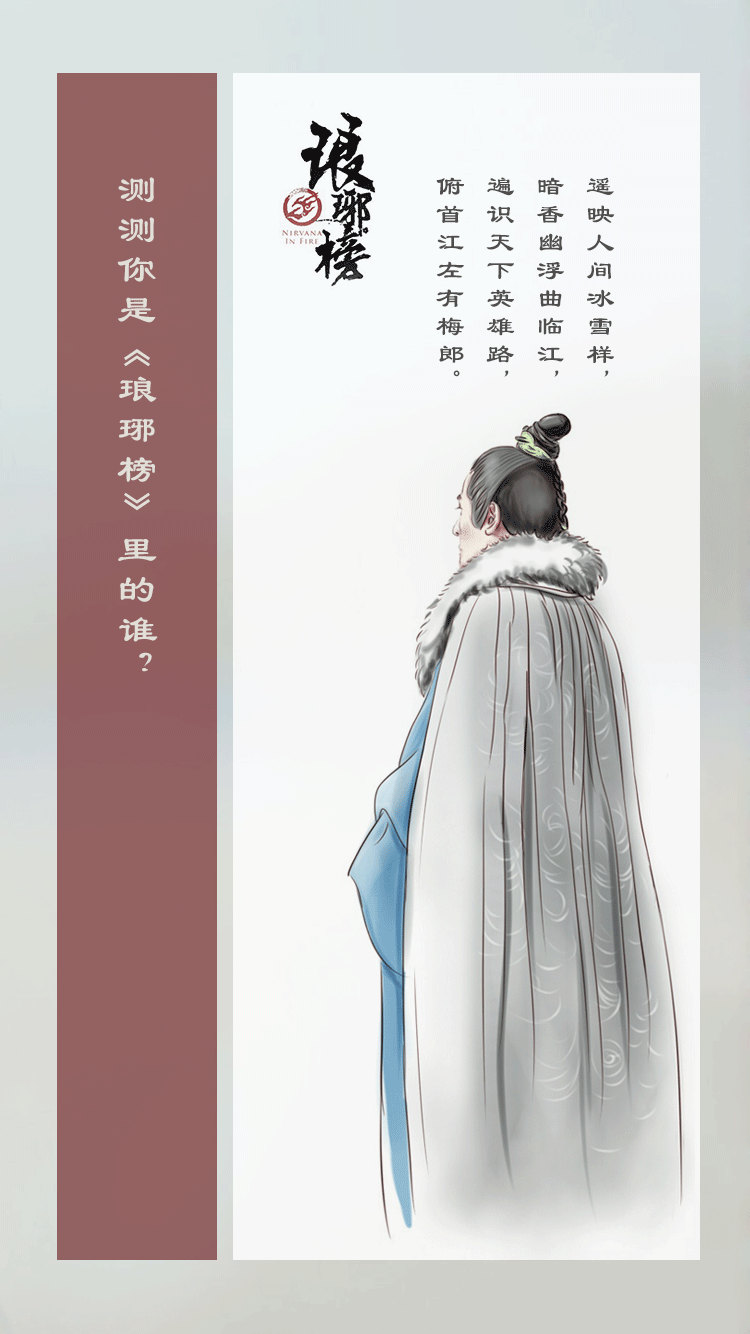 测测你是《琅琊榜》里的谁？
琅琊榜
NIRVANA
IN FIRE
遥映人间冰雪样，
暗香幽浮曲临江，
遍识天下英雄路，
俯首江左有梅郎。